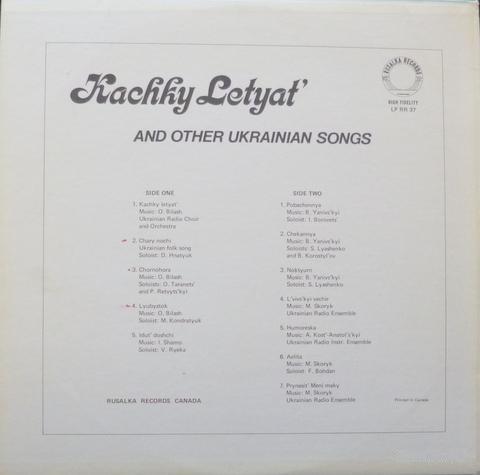 Kachky Letyat'
AND OTHER UKRAINIAN SONGS
RUSALKA RECORDS
HIGH FIDELITY
LP RR 37
SIDE ONE
1. Kachky letyat'
Music: O. Bilash
Ukrainian Radio Choir
and Orchestra
2. Chary nochi
Ukrainian folk song
Soloist: D. Hnatyuk
3. Chornohora
Music: O. Bilash
Soloists: O. Taranets'
and P. Retvyts'kyj
4. Lyubystok
Music: O. Bilash
Soloist: M. Kondratyuk
5. Idut' doshchi
Music: I. Shamo
Soloist: V. Ryeka
SIDE TWO
1. Pobachennya
Music: B. Yanivs'kyi
Soloist: I. Borovets'
2. Chekannya
Music: B. Yanivs'kyi
Soloists: S. Lyashenko
and B. Korostyl'ov
3. Noktyurn
Music: B. Yanivs'kyi
Soloist: S. Lyashenko
4. L'vivs'kyi vechir
Music: M. Skoryk
Ukrainian Radio Ensemble
5. Humoreska
Music: A. Kost'-Anatol's'kyi
Ukrainian Radio Instr. Ensemble
6. Aelita
Music: M. Skoryk
Soloist: F. Bohdan
7. Prynesit' Meni maky
Music: M. Skoryk
Ukrainian Radio Ensemble
RUSALKA RECORDS CANADA
Printed in Canada